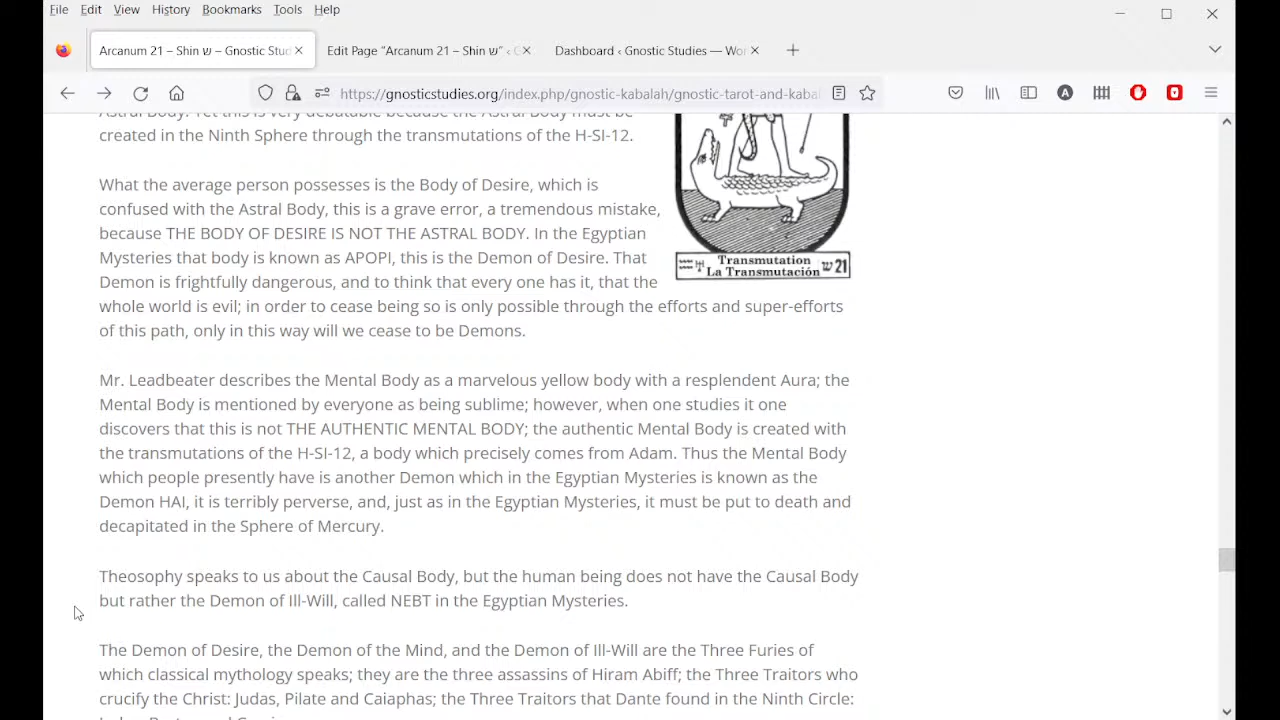 File Edit View History Bookmarks Tools Help
Arcanum 21 – Shin ש – Gnostic Stud
Edit Page "Arcanum 21 – Shin ש" ‹ G
Dashboard ‹ Gnostic Studies — Wor
https://gnosticstudies.org/index.php/gnostic-kabalah/gnostic-tarot-and-kabal
Astral Body. Yet this is very debatable because the Astral Body must be
created in the Ninth Sphere through the transmutations of the H-SI-12.
What the average person possesses is the Body of Desire, which is
confused with the Astral Body, this is a grave error, a tremendous mistake,
because THE BODY OF DESIRE IS NOT THE ASTRAL BODY. In the Egyptian
Mysteries that body is known as APOPI, this is the Demon of Desire. That
Demon is frightfully dangerous, and to think that every one has it, that the
whole world is evil; in order to cease being so is only possible through the efforts and super-efforts
of this path, only in this way will we cease to be Demons.
Transmutation
La Transmutación ש 21
Mr. Leadbeater describes the Mental Body as a marvelous yellow body with a resplendent Aura; the
Mental Body is mentioned by everyone as being sublime; however, when one studies it one
discovers that this is not THE AUTHENTIC MENTAL BODY; the authentic Mental Body is created with
the transmutations of the H-SI-12, a body which precisely comes from Adam. Thus the Mental Body
which people presently have is another Demon which in the Egyptian Mysteries is known as the
Demon HAI, it is terribly perverse, and, just as in the Egyptian Mysteries, it must be put to death and
decapitated in the Sphere of Mercury.
Theosophy speaks to us about the Causal Body, but the human being does not have the Causal Body
but rather the Demon of Ill-Will, called NEBT in the Egyptian Mysteries.
The Demon of Desire, the Demon of the Mind, and the Demon of Ill-Will are the Three Furies of
which classical mythology speaks; they are the three assassins of Hiram Abiff; the Three Traitors who
crucify the Christ: Judas, Pilate and Caiaphas; the Three Traitors that Dante found in the Ninth Circle: